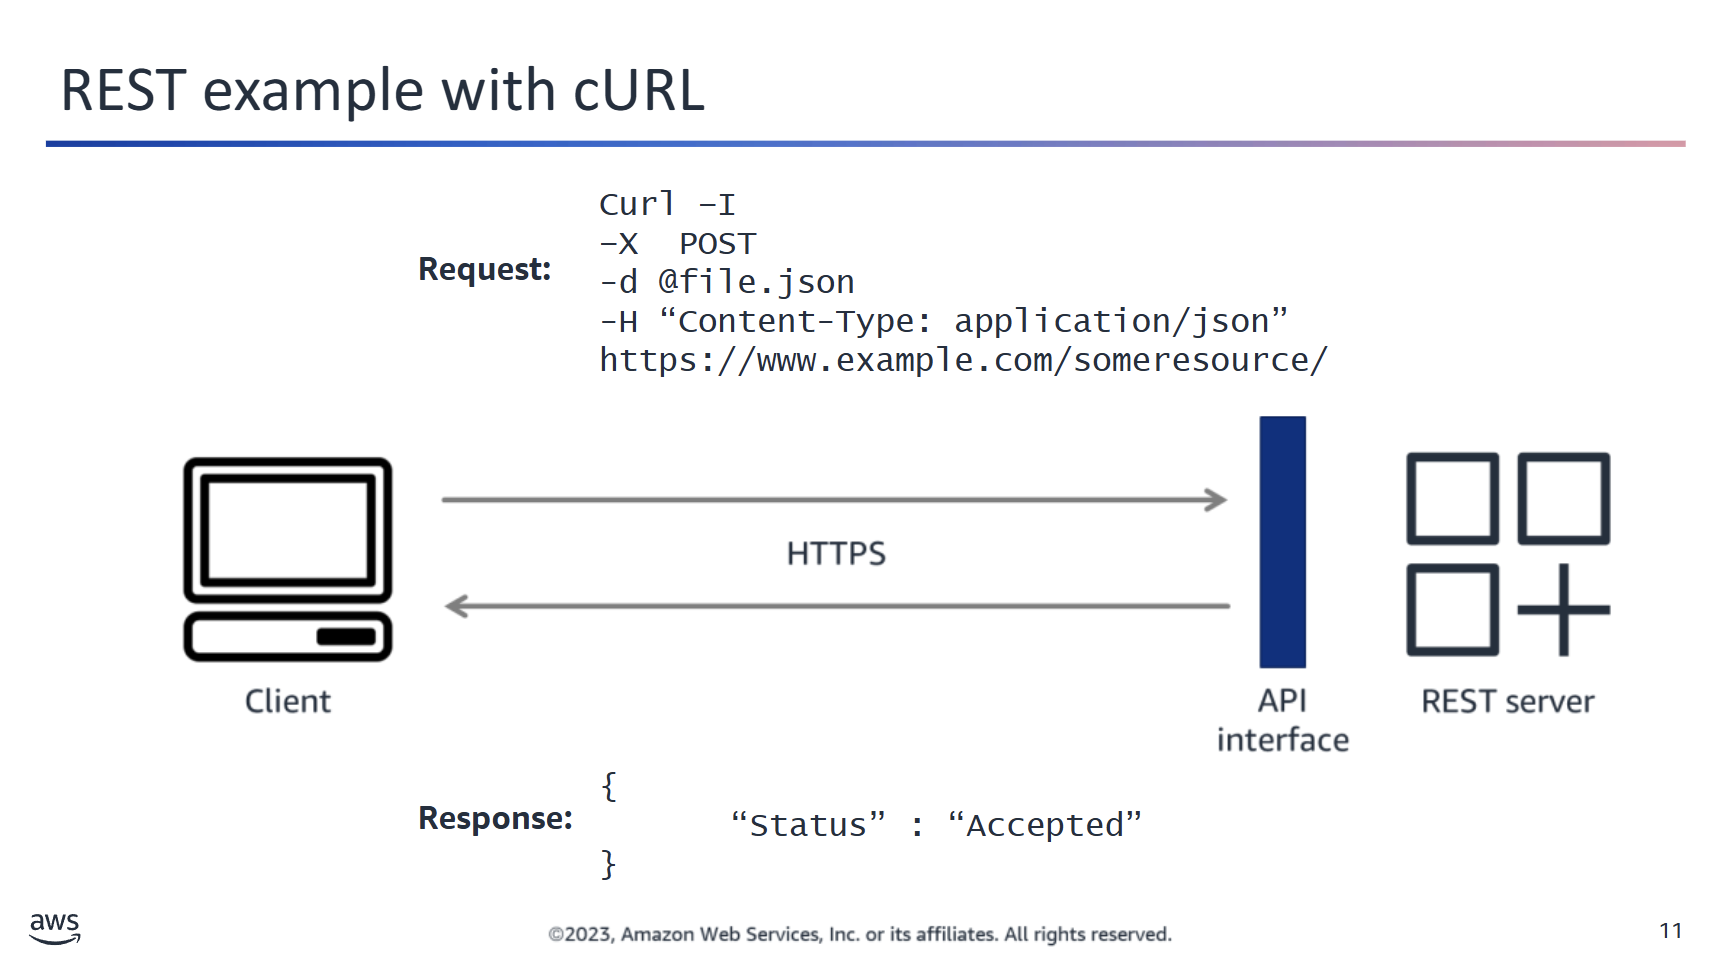 REST example with cURL
Request:
Curl –I
–X  POST
-d @file.json
-H “Content-Type: application/json”
https://www.example.com/someresource/
HTTPS
Client
API
interface
REST server
Response:
{
“Status” : “Accepted”
}
aws
©2023, Amazon Web Services, Inc. or its affiliates. All rights reserved.
11